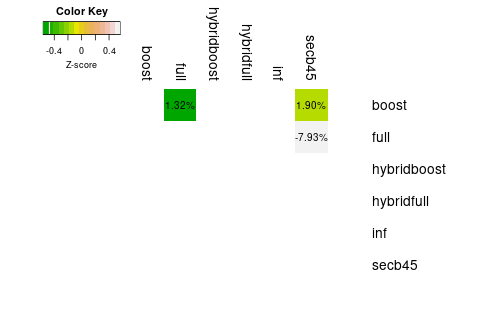 Color Key
-0.4 0 0.4
Z-score
boost
full
hybridboost
hybridfull
inf
secb45
1.32%
1.90%
boost
-7.93%
full
hybridboost
hybridfull
inf
secb45